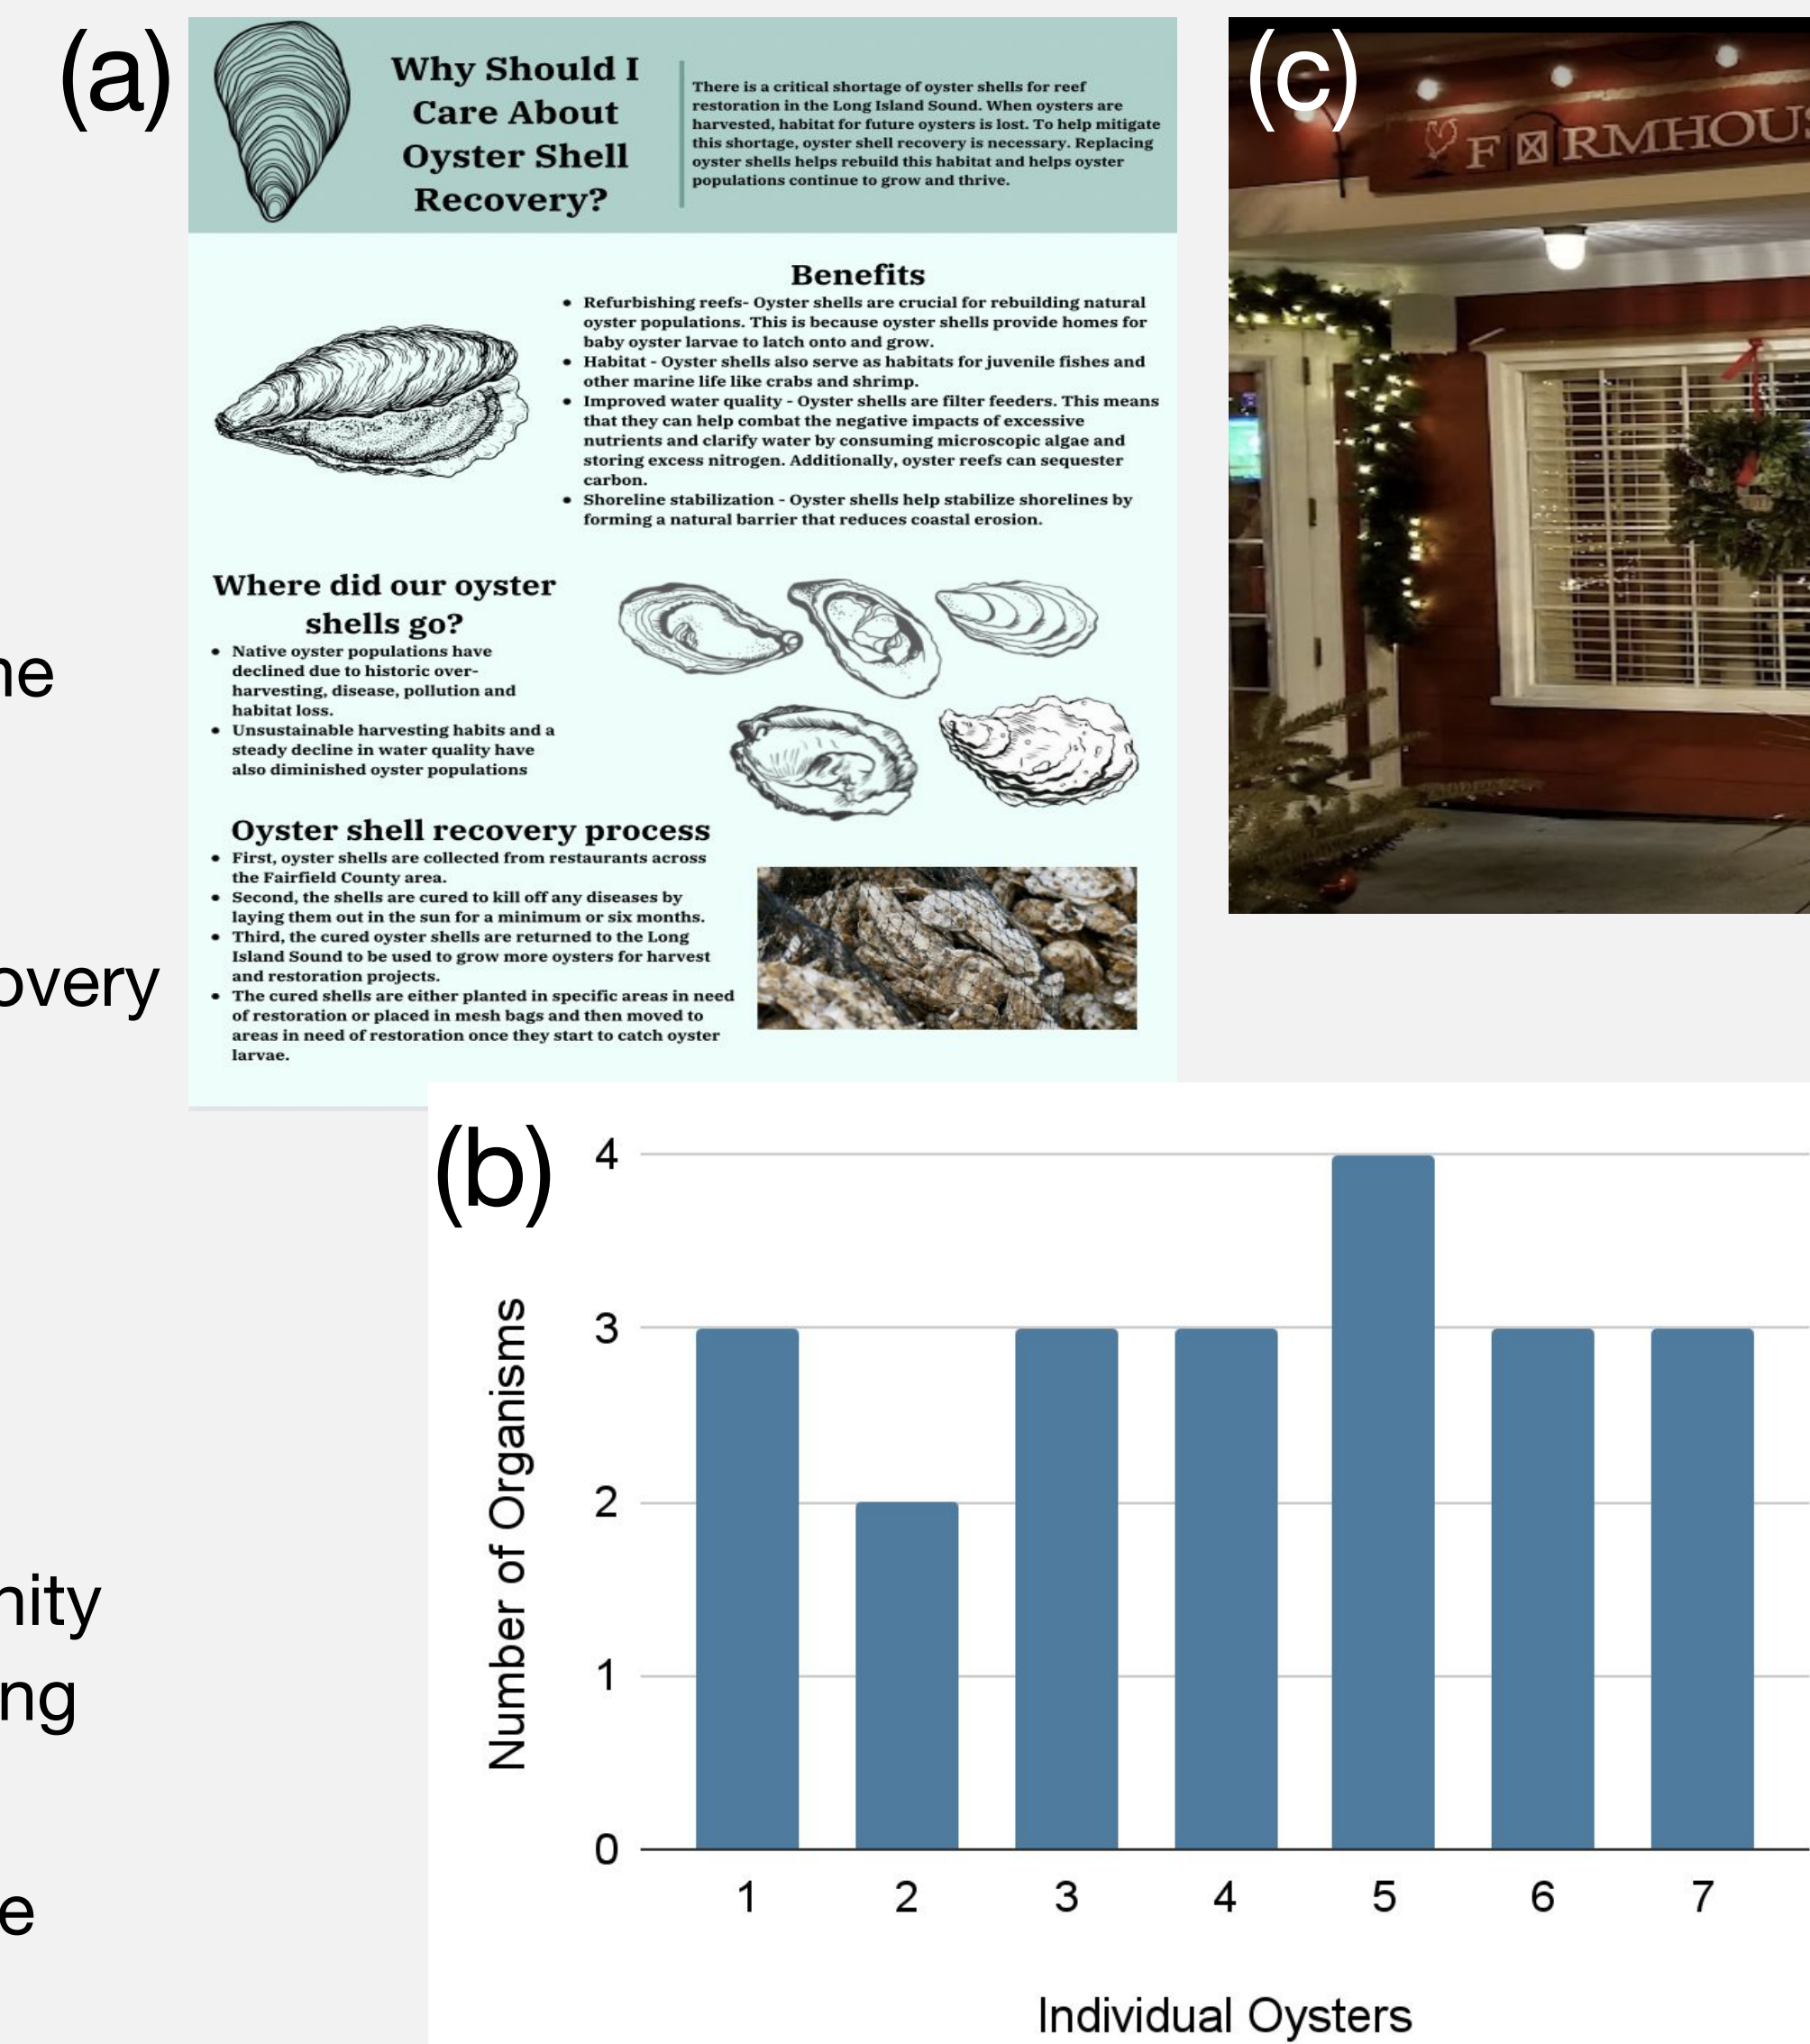 (a)
Why Should I
Care About
Oyster Shell
Recovery?
There is a critical shortage of oyster shells for reef
restoration in the Long Island Sound. When oysters are
harvested, habitat for future oysters is lost. To help mitigate
this shortage, oyster shell recovery is necessary. Replacing
oyster shells helps rebuild this habitat and helps oyster
populations continue to grow and thrive.
Benefits
• Refurbishing reefs- Oyster shells are crucial for rebuilding natural
oyster populations. This is because oyster shells provide homes for
baby oyster larvae to latch onto and grow.
• Habitat - Oyster shells also serve as habitats for juvenile fishes and
other marine life like crabs and shrimp.
• Improved water quality - Oyster shells are filter feeders. This means
that they can help combat the negative impacts of excessive
nutrients and clarify water by consuming microscopic algae and
storing excess nitrogen. Additionally, oyster reefs can sequester
carbon.
• Shoreline stabilization - Oyster shells help stabilize shorelines by
forming a natural barrier that reduces coastal erosion.
Where did our oyster
shells go?
• Native oyster populations have
declined due to historic over-
harvesting, disease, pollution and
habitat loss.
• Unsustainable harvesting habits and a
steady decline in water quality have
also diminished oyster populations
Oyster shell recovery process
• First, oyster shells are collected from restaurants across
the Fairfield County area.
• Second, the shells are cured to kill off any diseases by
laying them out in the sun for a minimum or six months.
• Third, the cured oyster shells are returned to the Long
Island Sound to be used to grow more oysters for harvest
and restoration projects.
• The cured shells are either planted in specific areas in need
of restoration or placed in mesh bags and then moved to
areas in need of restoration once they start to catch oyster
larvae.
(c)
F RMHOU
ne
overy
nity
ng
e
(b)
4
3
2
1
0
Number of Organisms
1 2 3 4 5 6 7
Individual Oysters